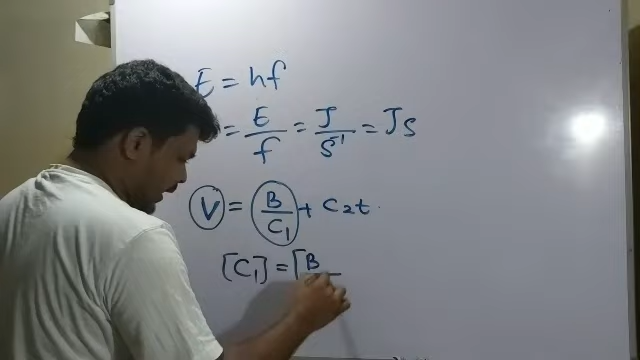 E = hf
= E/f = J/S⁻¹ = JS
V = B/C₁ + C₂t.
[C₁] = [B